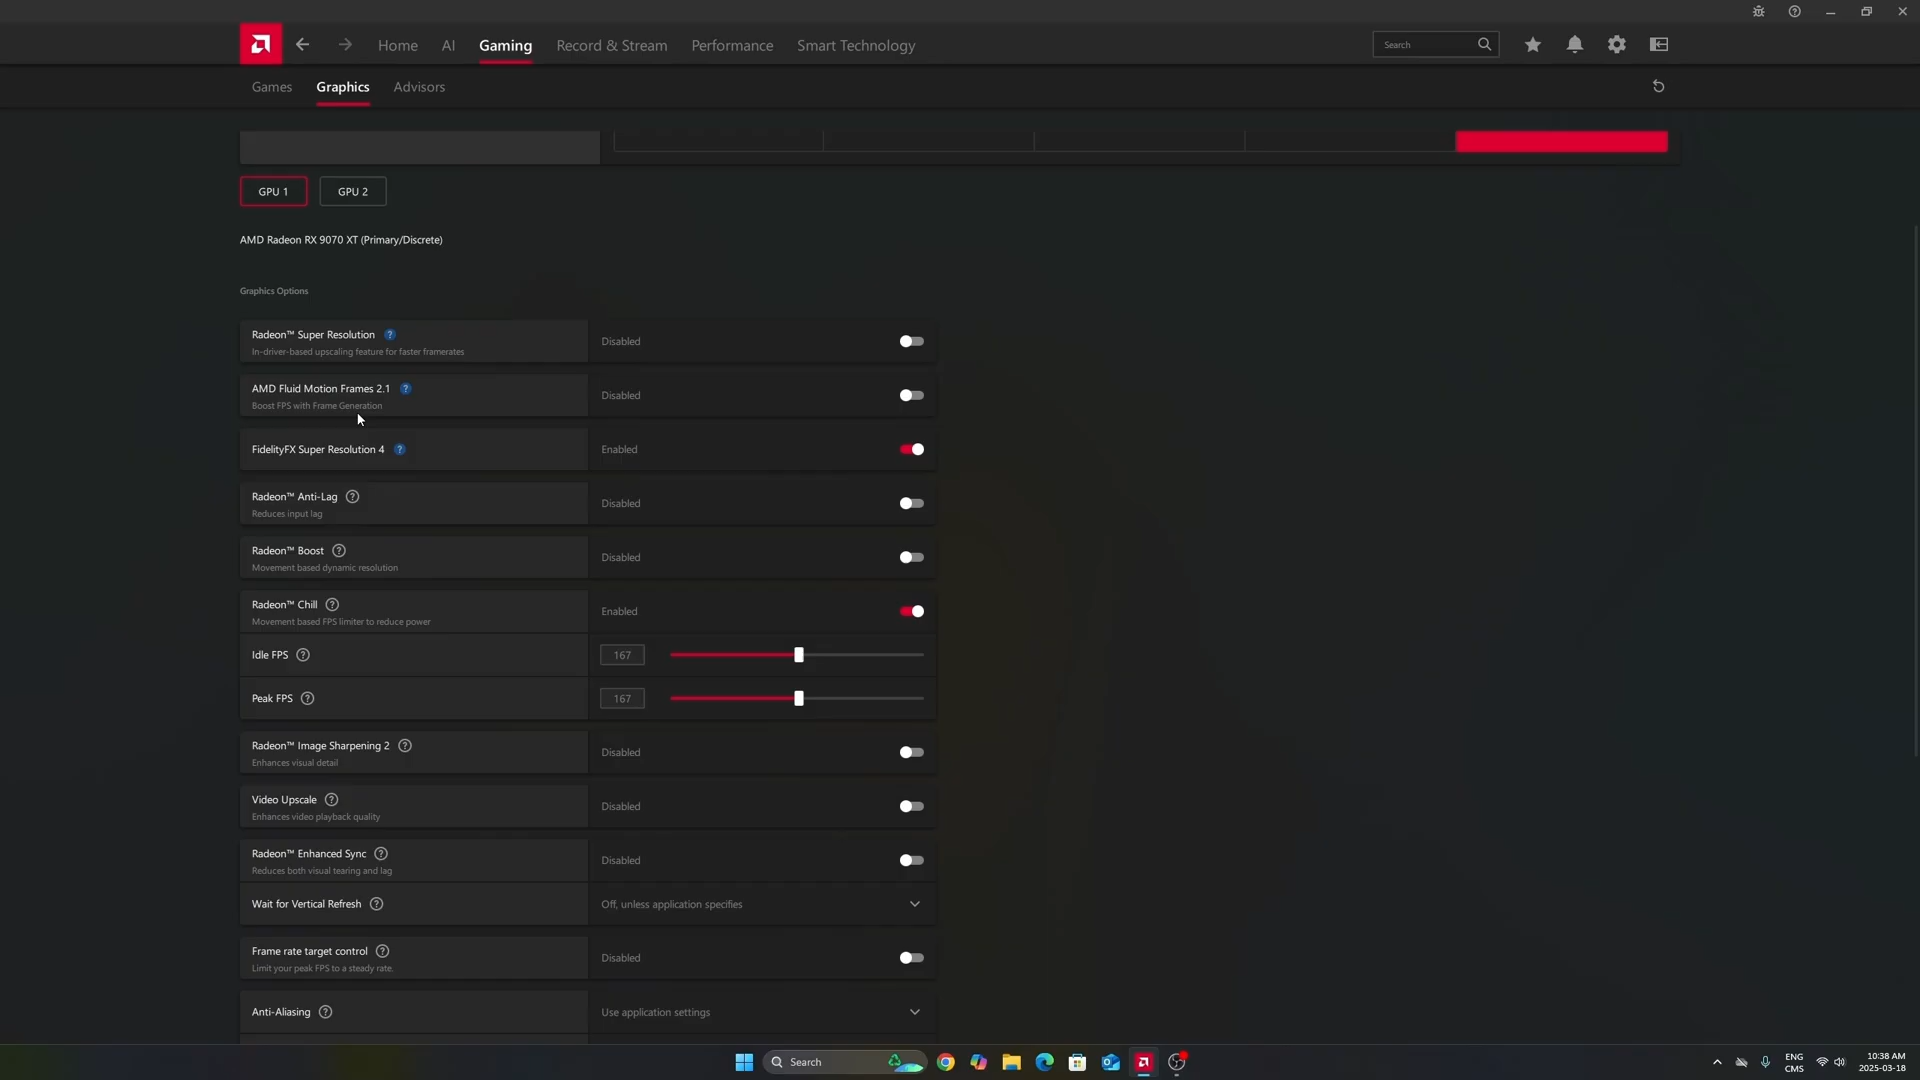 Home
AI
Gaming
Record & Stream
Performance
Smart Technology
Search
Games
Graphics
Advisors
GPU 1
GPU 2
AMD Radeon RX 9070 XT (Primary/Discrete)
Graphics Options
Radeon™ Super Resolution ?
In-driver-based upscaling feature for faster framerates
Disabled
AMD Fluid Motion Frames 2.1 ?
Boost FPS with Frame Generation
Disabled
FidelityFX Super Resolution 4 ?
Enabled
Radeon™ Anti-Lag ?
Reduces input lag
Disabled
Radeon™ Boost ?
Movement based dynamic resolution
Disabled
Radeon™ Chill ?
Movement based FPS limiter to reduce power
Enabled
Idle FPS ?
167
Peak FPS ?
167
Radeon™ Image Sharpening 2 ?
Enhances visual detail
Disabled
Video Upscale ?
Enhances video playback quality
Disabled
Radeon™ Enhanced Sync ?
Reduces both visual tearing and lag
Disabled
Wait for Vertical Refresh ?
Off, unless application specifies
Frame rate target control ?
Limit your peak FPS to a steady rate.
Disabled
Anti-Aliasing ?
Use application settings
Search
ENG
CMS
10:38 AM
2025-03-18